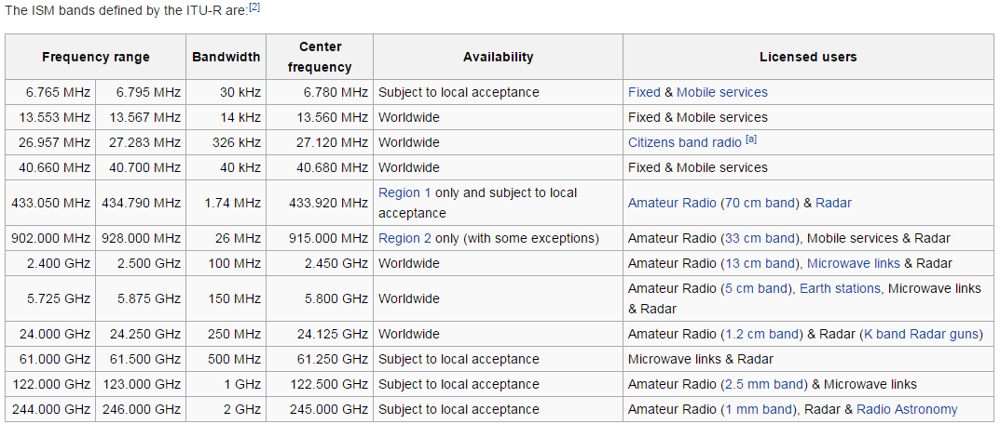 The ISM bands defined by the ITU-R are:[2]
Frequency range Bandwidth Center frequency Availability Licensed users
6.765 MHz 6.795 MHz 30 kHz 6.780 MHz Subject to local acceptance Fixed & Mobile services
13.553 MHz 13.567 MHz 14 kHz 13.560 MHz Worldwide Fixed & Mobile services
26.957 MHz 27.283 MHz 326 kHz 27.120 MHz Worldwide Citizens band radio [a]
40.660 MHz 40.700 MHz 40 kHz 40.680 MHz Worldwide Fixed & Mobile services
433.050 MHz 434.790 MHz 1.74 MHz 433.920 MHz Region 1 only and subject to local acceptance Amateur Radio (70 cm band) & Radar
902.000 MHz 928.000 MHz 26 MHz 915.000 MHz Region 2 only (with some exceptions) Amateur Radio (33 cm band), Mobile services & Radar
2.400 GHz 2.500 GHz 100 MHz 2.450 GHz Worldwide Amateur Radio (13 cm band), Microwave links & Radar
5.725 GHz 5.875 GHz 150 MHz 5.800 GHz Worldwide Amateur Radio (5 cm band), Earth stations, Microwave links & Radar
24.000 GHz 24.250 GHz 250 MHz 24.125 GHz Worldwide Amateur Radio (1.2 cm band) & Radar (K band Radar guns)
61.000 GHz 61.500 GHz 500 MHz 61.250 GHz Subject to local acceptance Microwave links & Radar
122.000 GHz 123.000 GHz 1 GHz 122.500 GHz Subject to local acceptance Amateur Radio (2.5 mm band) & Microwave links
244.000 GHz 246.000 GHz 2 GHz 245.000 GHz Subject to local acceptance Amateur Radio (1 mm band), Radar & Radio Astronomy